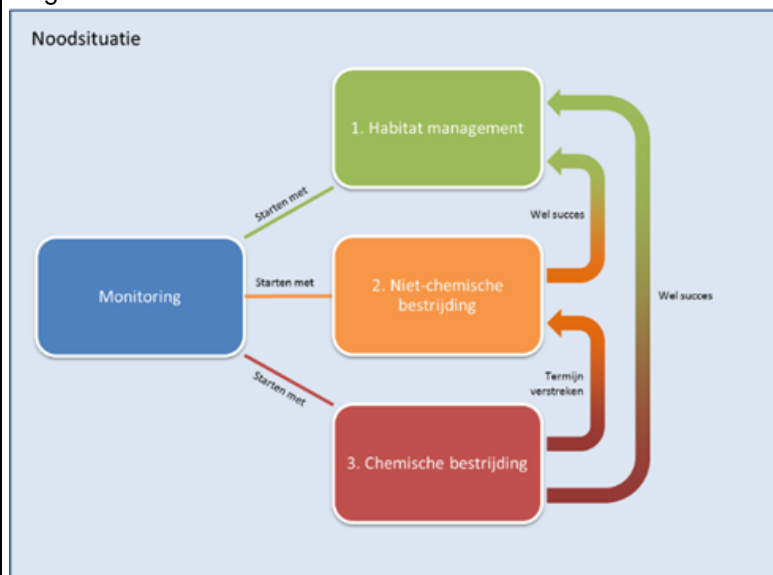 Noodsituatie
1. Habitat management
Starten met
Wel succes
Monitoring
Starten met
2. Niet-chemische
bestrijding
Wel succes
Starten met
Termijn
verstreken
3. Chemische bestrijding